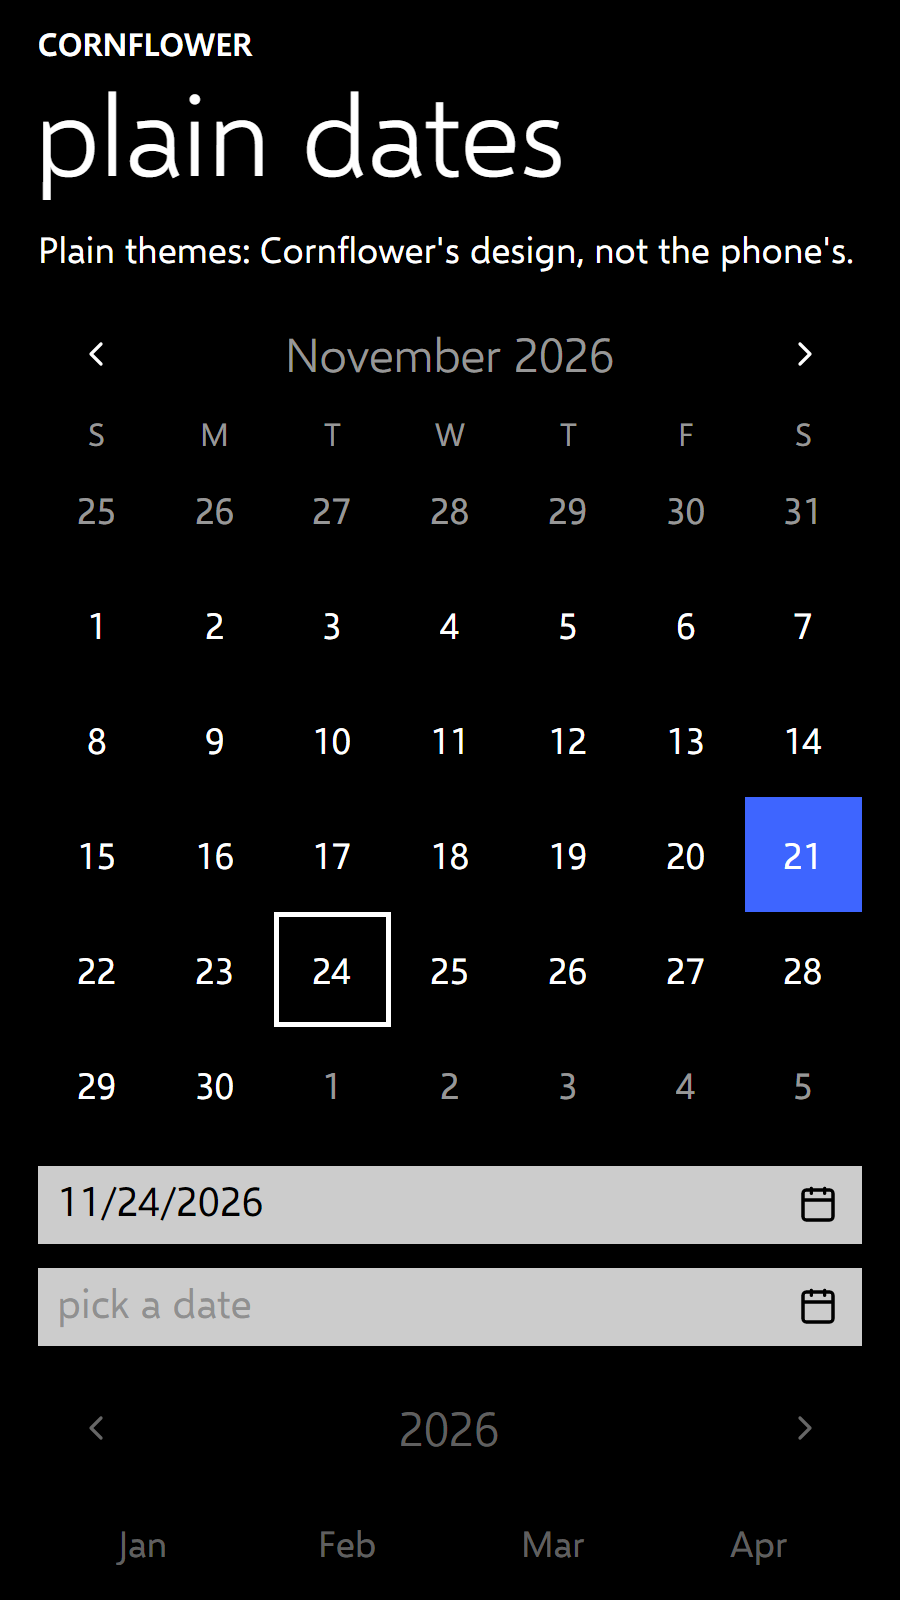 CORNFLOWER
plain dates
Plain themes: Cornflower's design, not the phone's.
November 2026
S M T W T F S
25 26 27 28 29 30 31
1 2 3 4 5 6 7
8 9 10 11 12 13 14
15 16 17 18 19 20 21
22 23 24 25 26 27 28
29 30 1 2 3 4 5
11/24/2026
pick a date
2026
Jan Feb Mar Apr